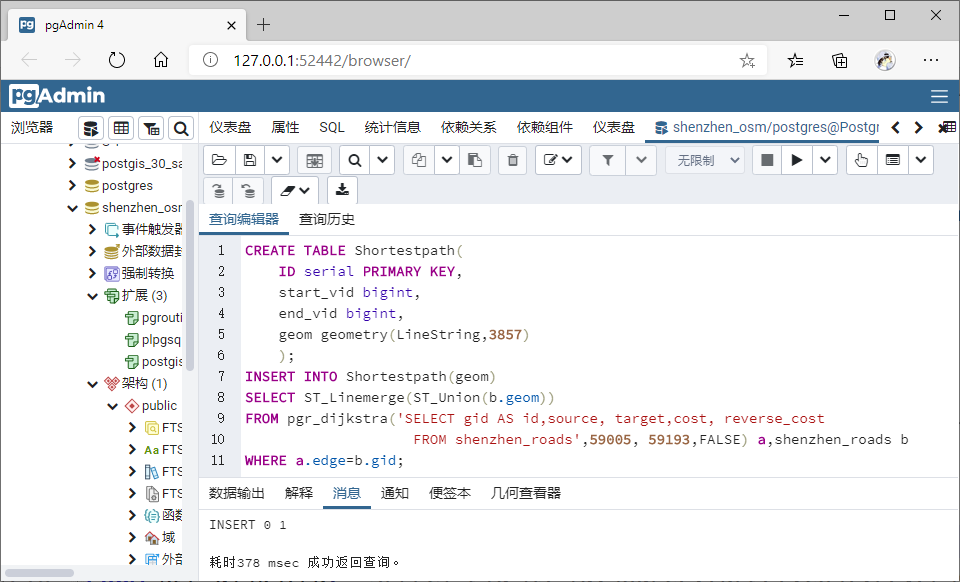 pgAdmin 4
127.0.0.1:52442/browser/
pgAdmin
浏览器
仪表盘 属性 SQL 统计信息 依赖关系 依赖组件 仪表盘 shenzhen_osm/postgres@Postgr
postgis_30_sa
postgres
shenzhen_osm
事件触发器
外部数据封
强制转换
扩展 (3)
pgrouti
plpgsq
postgis
架构 (1)
public
FTS
Aa FTS
FTS
FTS
函数
域
外部
无限制
查询编辑器 查询历史
1 CREATE TABLE Shortestpath(
2 ID serial PRIMARY KEY,
3 start_vid bigint,
4 end_vid bigint,
5 geom geometry(LineString,3857)
6 );
7 INSERT INTO Shortestpath(geom)
8 SELECT ST_Linemerge(ST_Union(b.geom))
9 FROM pgr_dijkstra('SELECT gid AS id,source, target,cost, reverse_cost
10 FROM shenzhen_roads',59005, 59193,FALSE) a,shenzhen_roads b
11 WHERE a.edge=b.gid;
数据输出 解释 消息 通知 便签本 几何查看器
INSERT 0 1
耗时378 msec 成功返回查询。